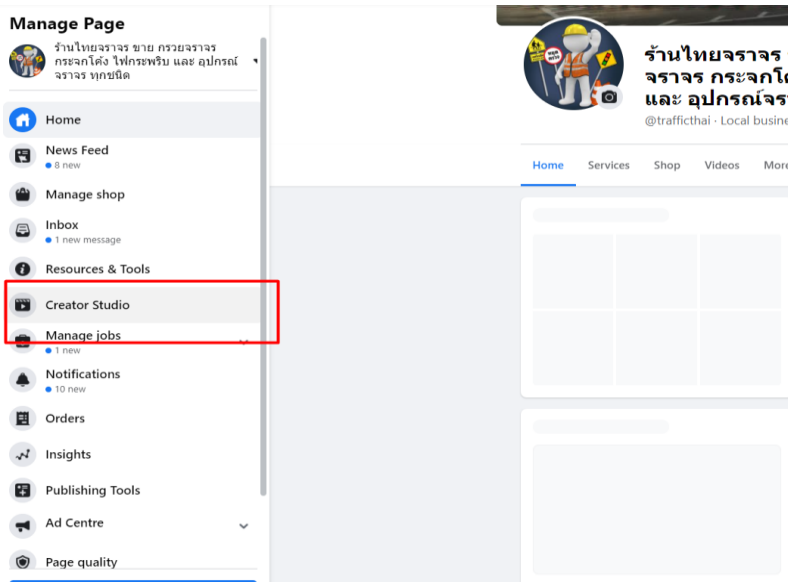 Manage Page
ร้านไทยจราจร ขาย กรวยจราจร
กระจกโค้ง ไฟกระพริบ และ อุปกรณ์
จราจร ทุกชนิด
Home
News Feed
8 new
Manage shop
Inbox
1 new message
Resources & Tools
Creator Studio
Manage jobs
1 new
Notifications
10 new
Orders
Insights
Publishing Tools
Ad Centre
Page quality
ร้านไทยจราจร
จราจร กระจกโค้
และ อุปกรณ์จร
@trafficthai · Local busine
Home Services Shop Videos More